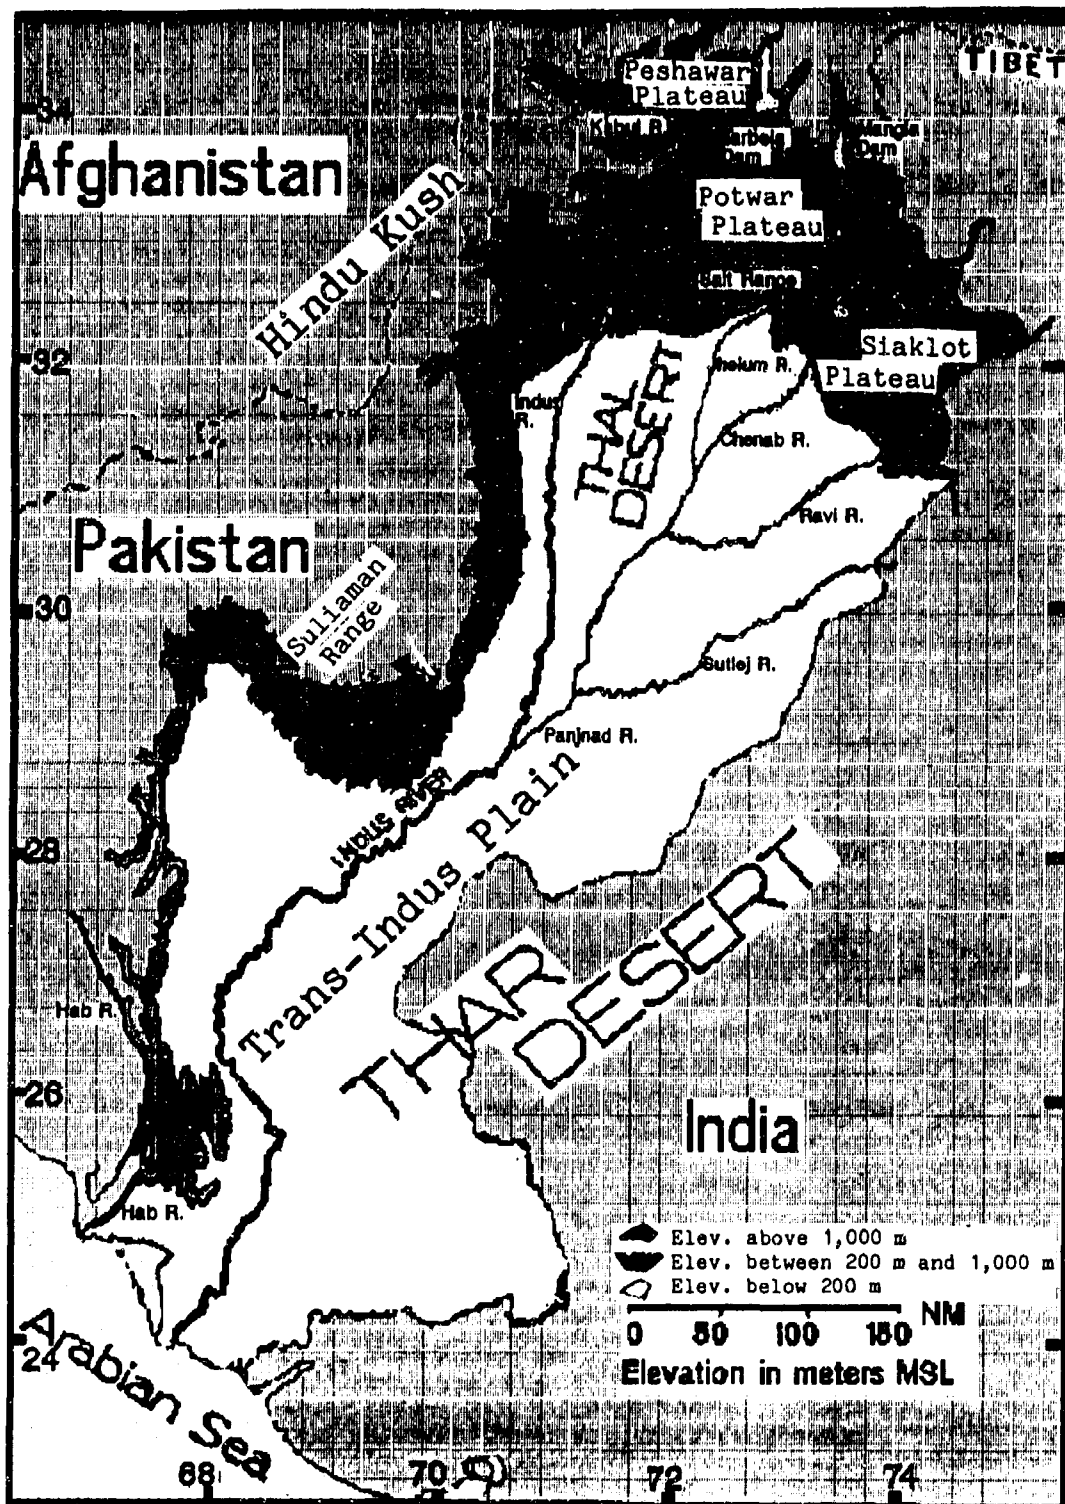 TIBET
Peshawar
Plateau
34
Kabul R.
Tarbela
Dam
Mangla
Dam
Afghanistan
Hindu Kush
Potwar
Plateau
Salt Range
32
Siaklot
Plateau
Jhelum R.
Indus
R.
THAL
DESERT
Chenab R.
Ravi R.
Pakistan
Suliaman
Range
30
Sutlej R.
Panjnad R.
INDUS RIVER
Trans-Indus Plain
28
THAR
DESERT
Hab R.
26
India
Hab R.
Elev. above 1,000 m
Elev. between 200 m and 1,000 m
Elev. below 200 m
NM
0 50 100 150
Elevation in meters MSL
24
Arabian Sea
68
70
72
74